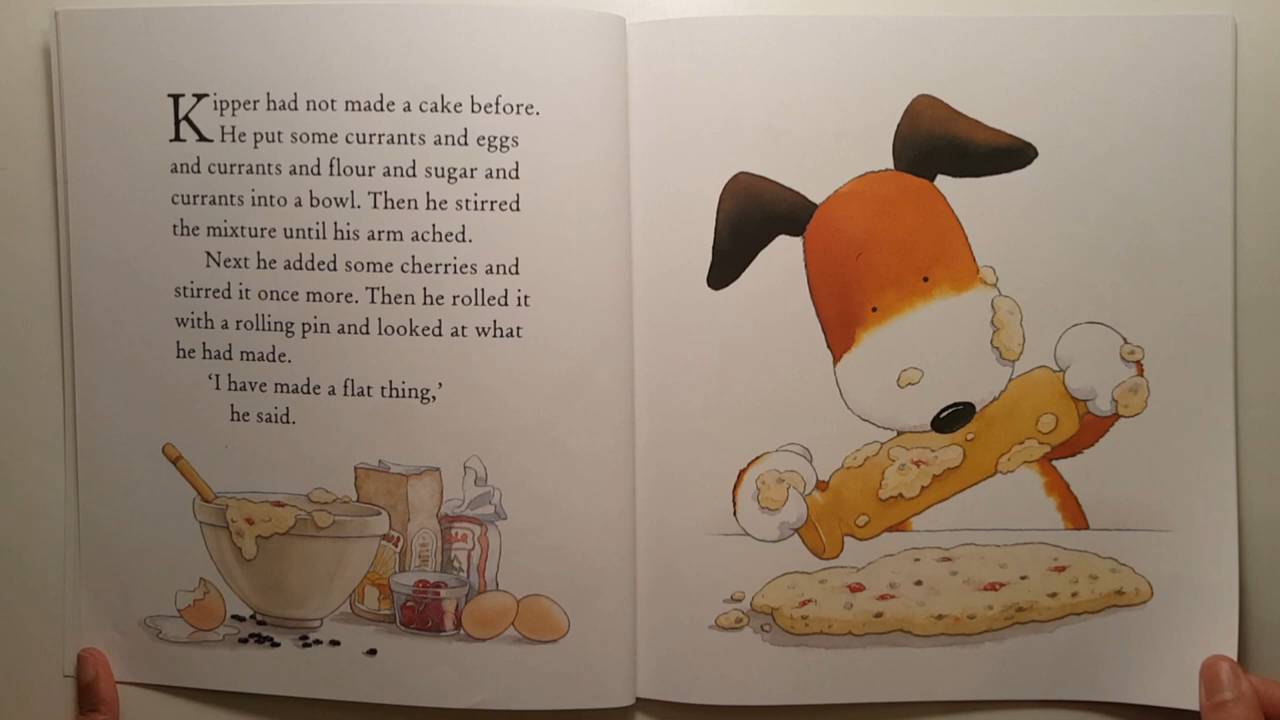 Kipper had not made a cake before.
He put some currants and eggs
and currants and flour and sugar and
currants into a bowl. Then he stirred
the mixture until his arm ached.
Next he added some cherries and
stirred it once more. Then he rolled it
with a rolling pin and looked at what
he had made.
‘I have made a flat thing,’
he said.